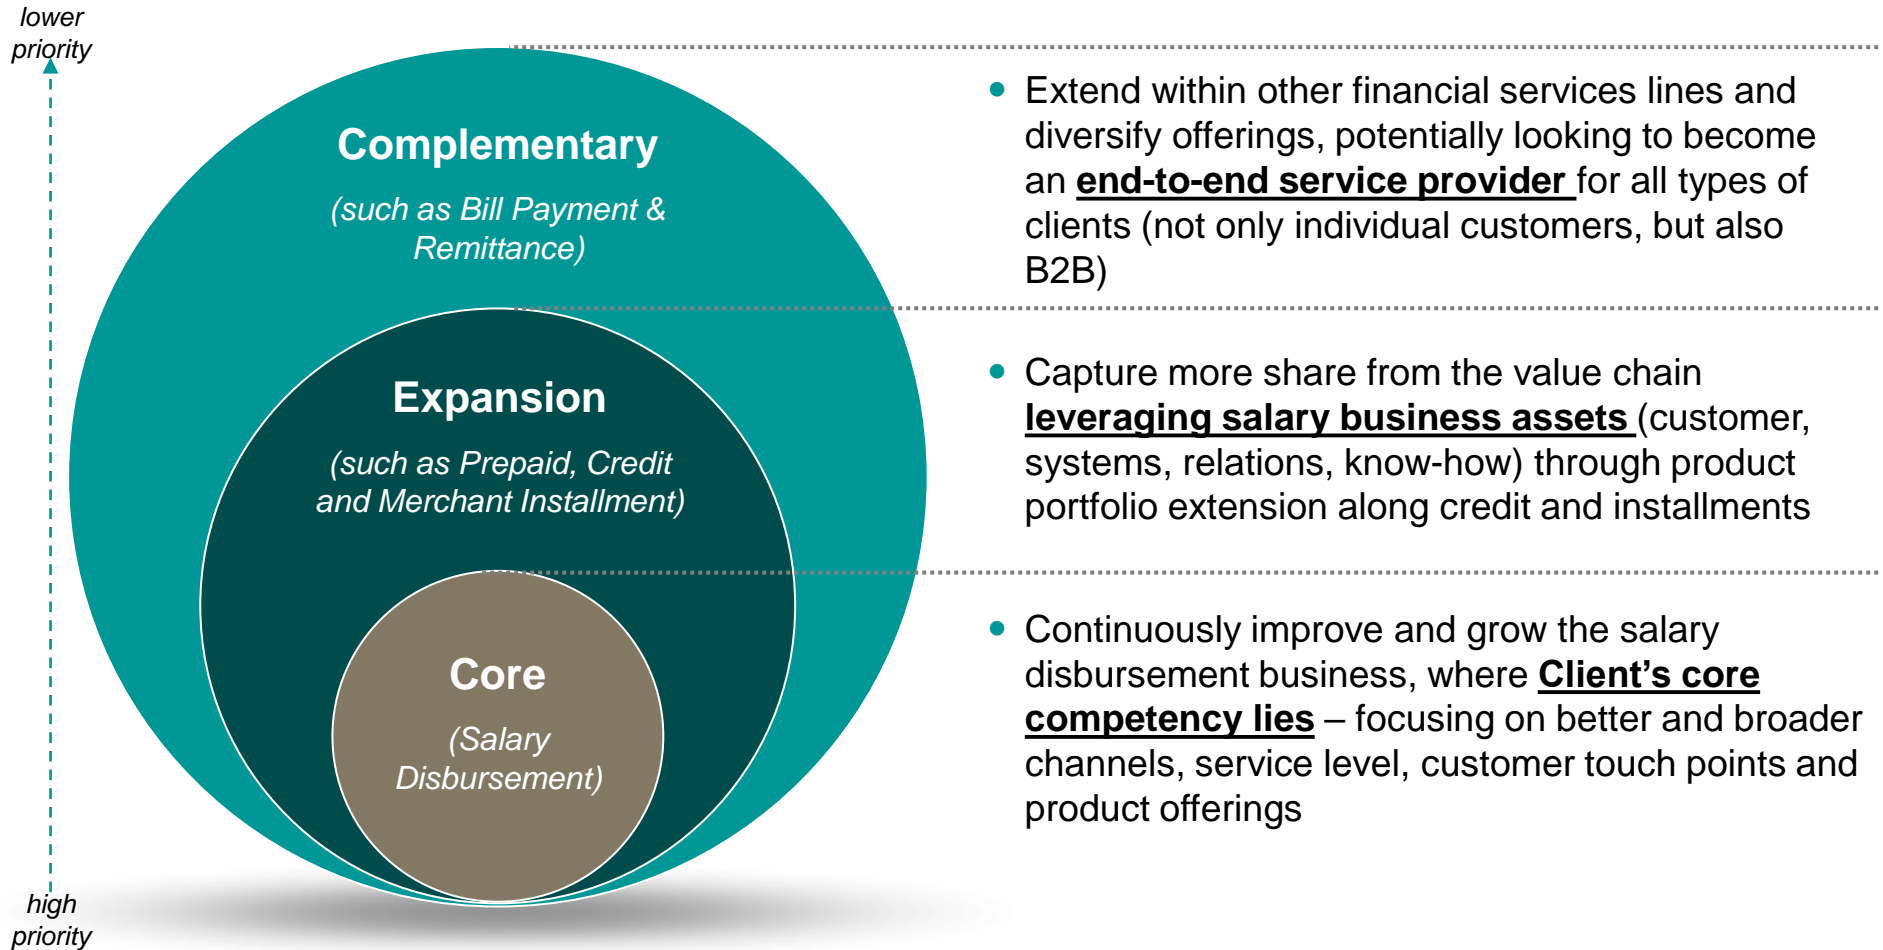 lower
priority
Complementary
(such as Bill Payment &
Remittance)
• Extend within other financial services lines and
diversify offerings, potentially looking to become
an end-to-end service provider for all types of
clients (not only individual customers, but also
B2B)
Expansion
(such as Prepaid, Credit
and Merchant Installment)
• Capture more share from the value chain
leveraging salary business assets (customer,
systems, relations, know-how) through product
portfolio extension along credit and installments
Core
(Salary
Disbursement)
• Continuously improve and grow the salary
disbursement business, where Client’s core
competency lies – focusing on better and broader
channels, service level, customer touch points and
product offerings
high
priority